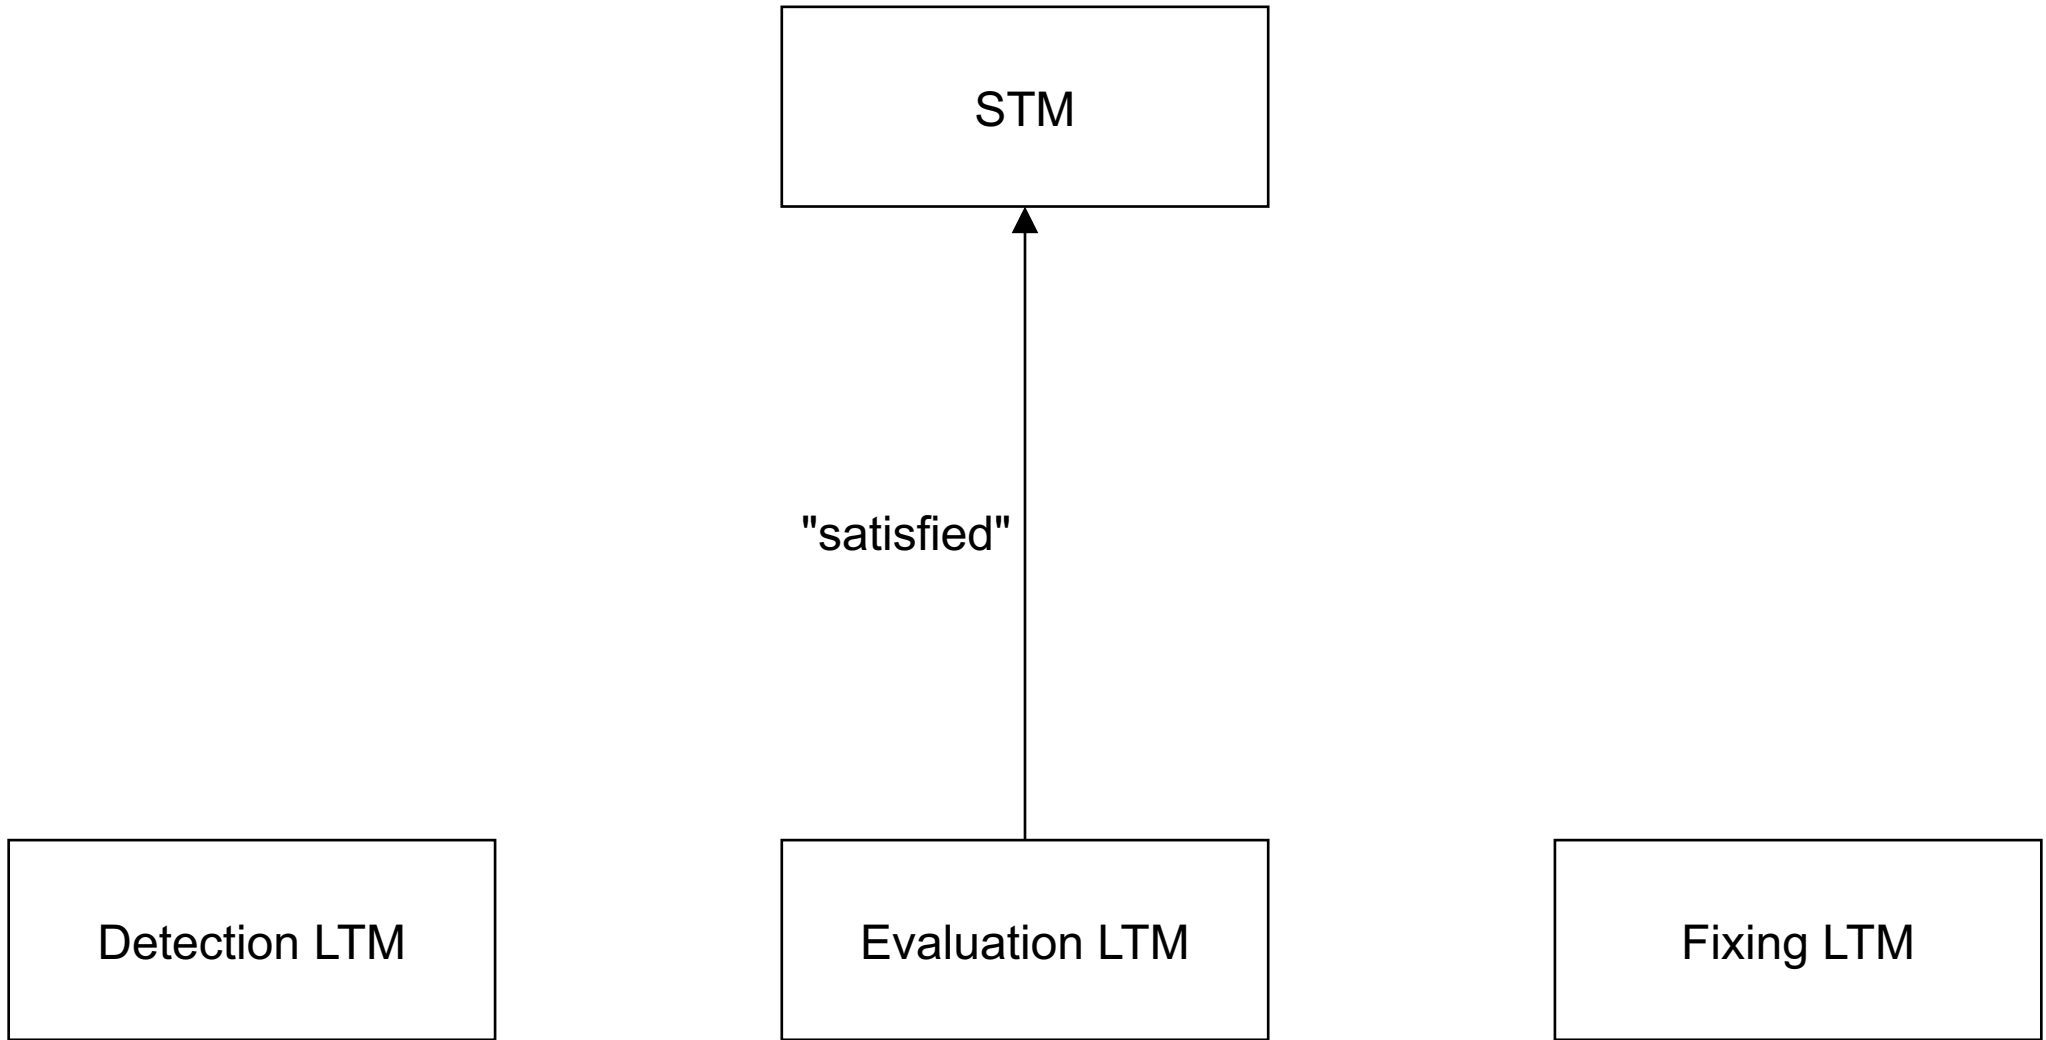 STM
"satisfied"
Detection LTM
Evaluation LTM
Fixing LTM